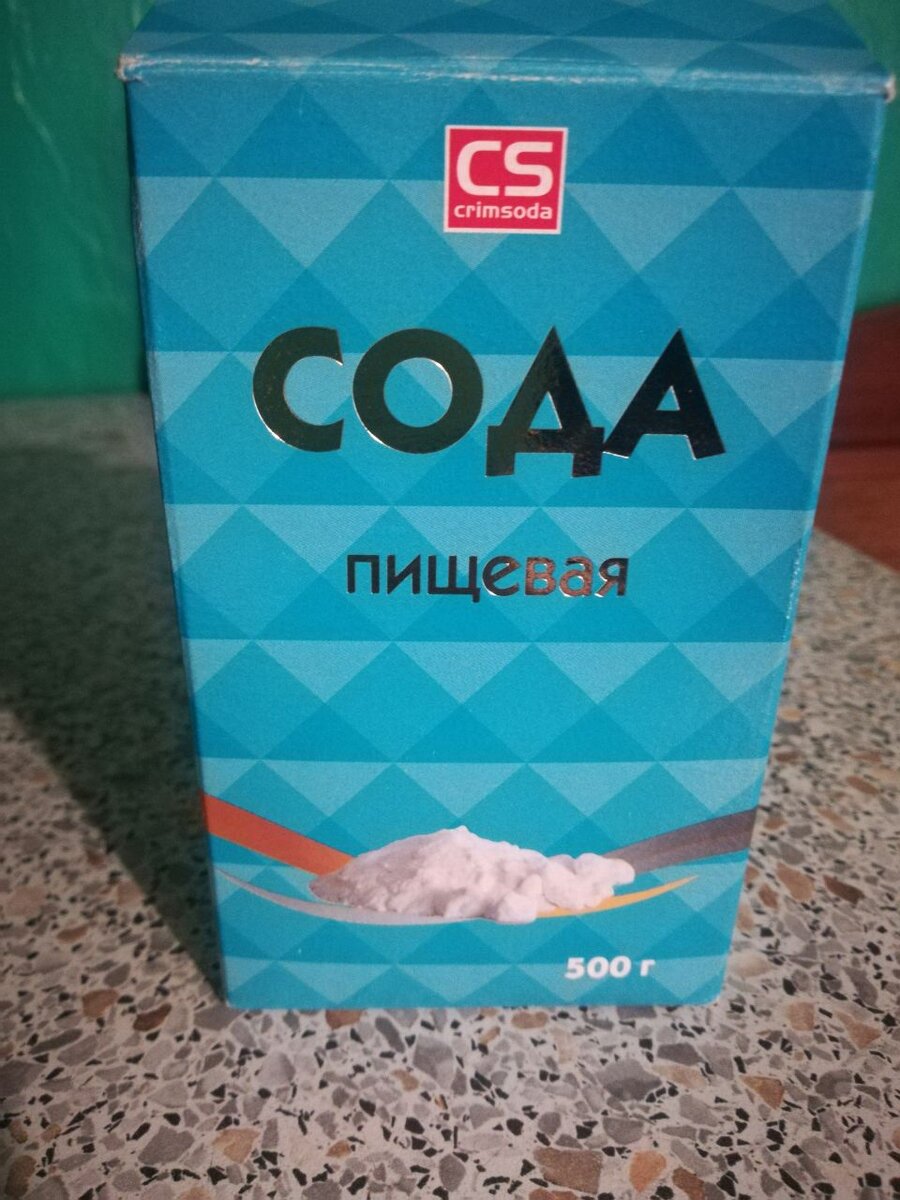 CS
crimsoda
СОДА
пищевая
500 г